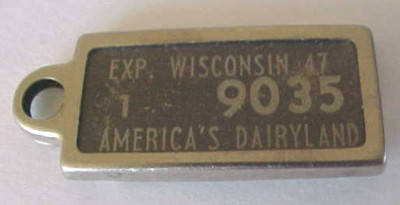 EXP. WISCONSIN 47
1 9035
AMERICA'S DAIRYLAND